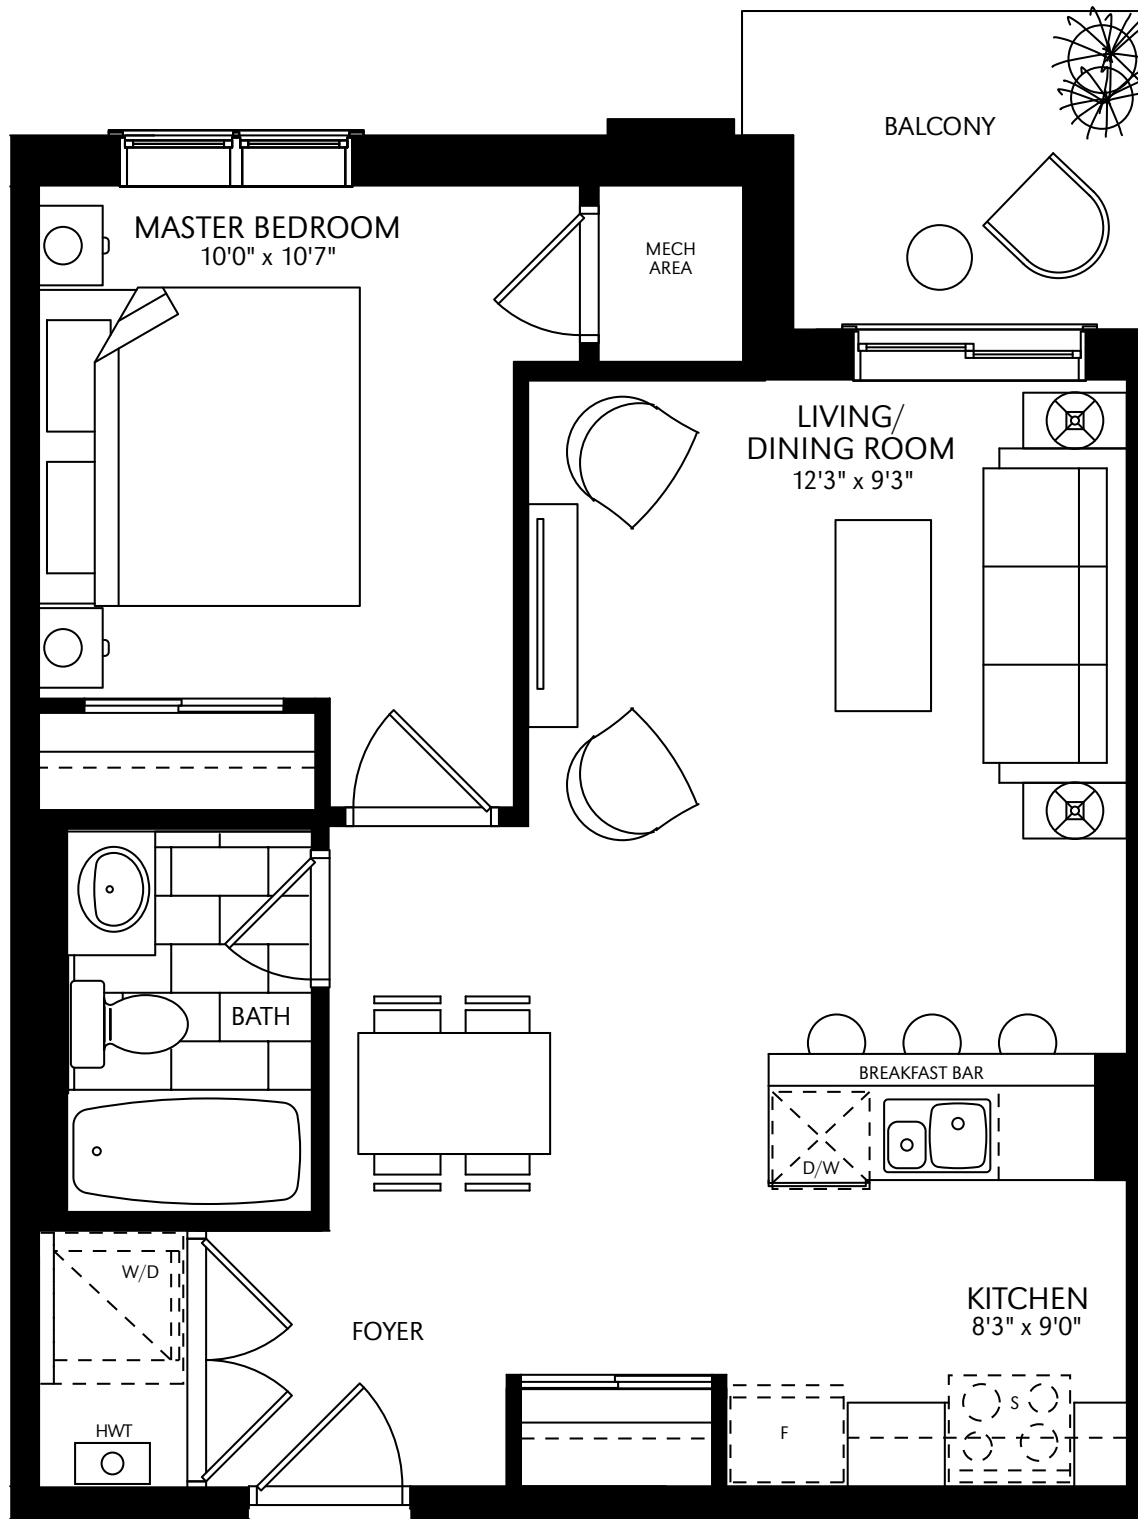 BALCONY
MASTER BEDROOM
10'0" x 10'7"
MECH
AREA
LIVING/
DINING ROOM
12'3" x 9'3"
BATH
BREAKFAST BAR
D/W
W/D
FOYER
KITCHEN
8'3" x 9'0"
HWT
F
S